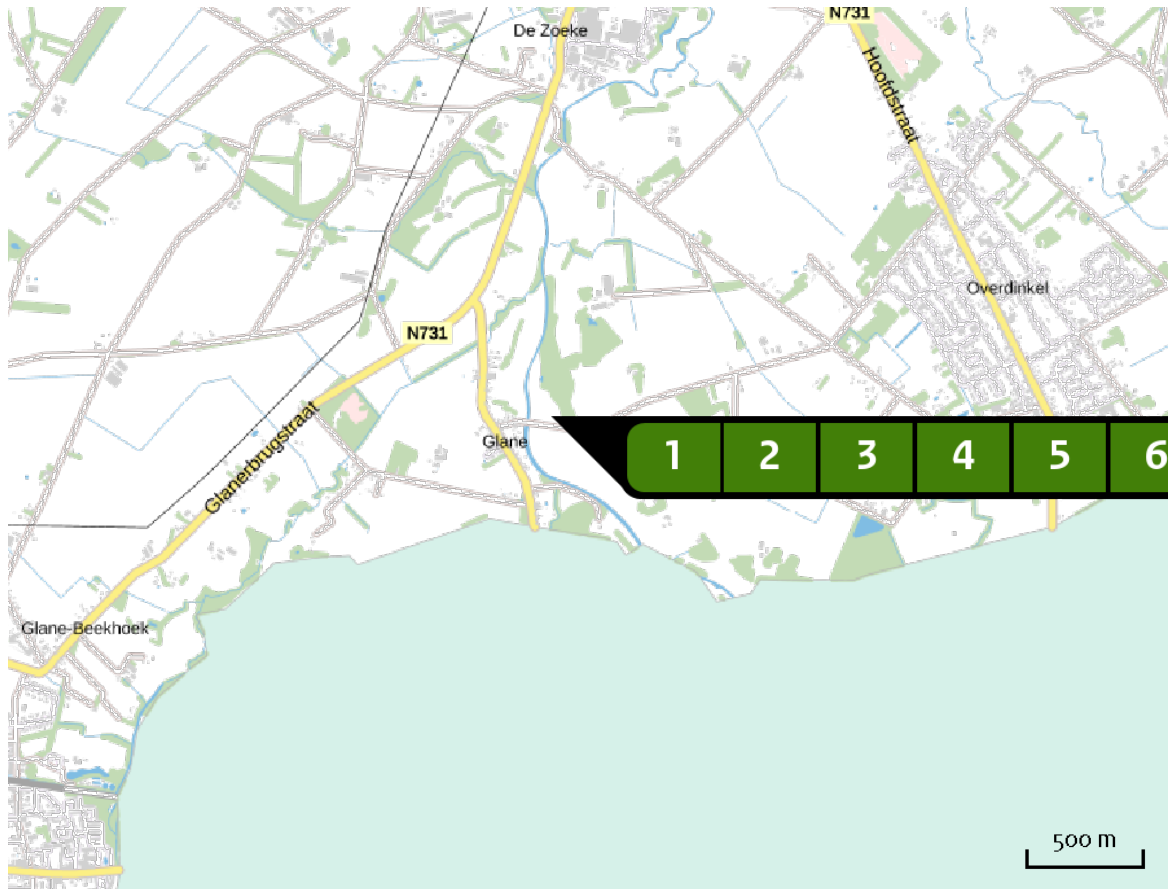 N731
De Zoeke
Hoofdstraat
Overdinkel
N731
Glanerbrugstraat
Glane
1 2 3 4 5 6
Glane-Beekhoek
500 m